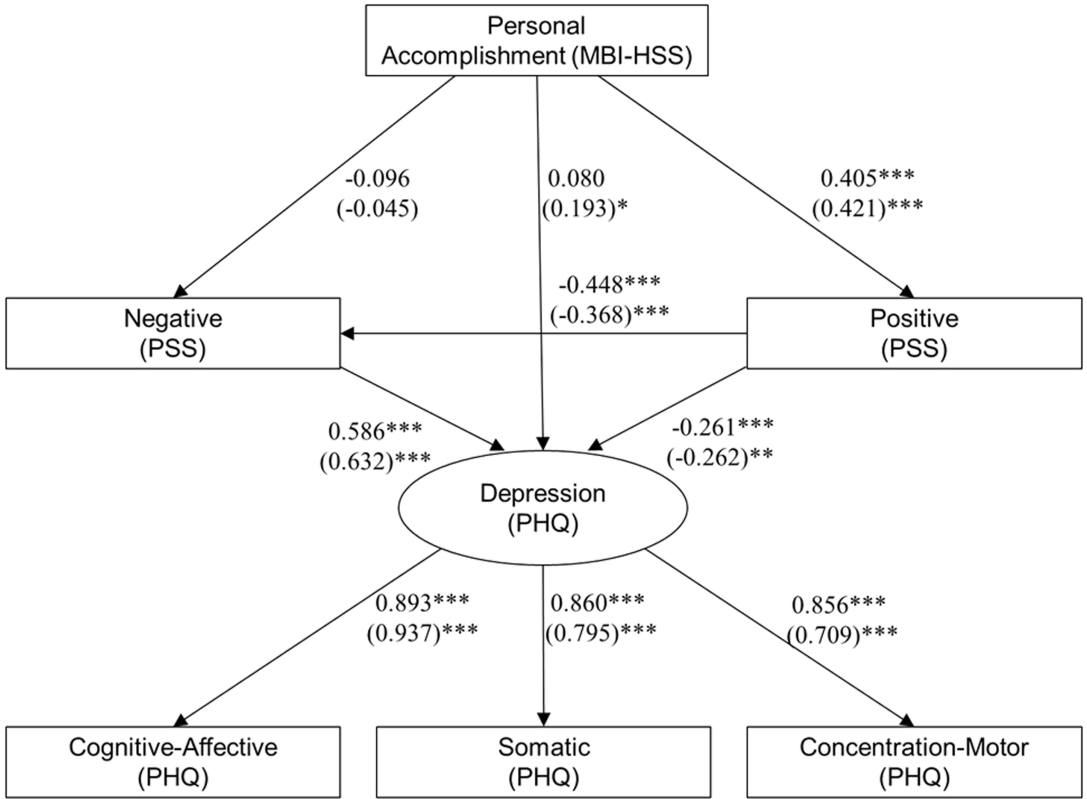 Personal
Accomplishment (MBI-HSS)
-0.096
(-0.045)
0.080
(0.193)*
0.405***
(0.421)***
-0.448***
(-0.368)***
Negative
(PSS)
Positive
(PSS)
0.586***
(0.632)***
-0.261***
(-0.262)**
Depression
(PHQ)
0.893***
(0.937)***
0.860***
(0.795)***
0.856***
(0.709)***
Cognitive-Affective
(PHQ)
Somatic
(PHQ)
Concentration-Motor
(PHQ)